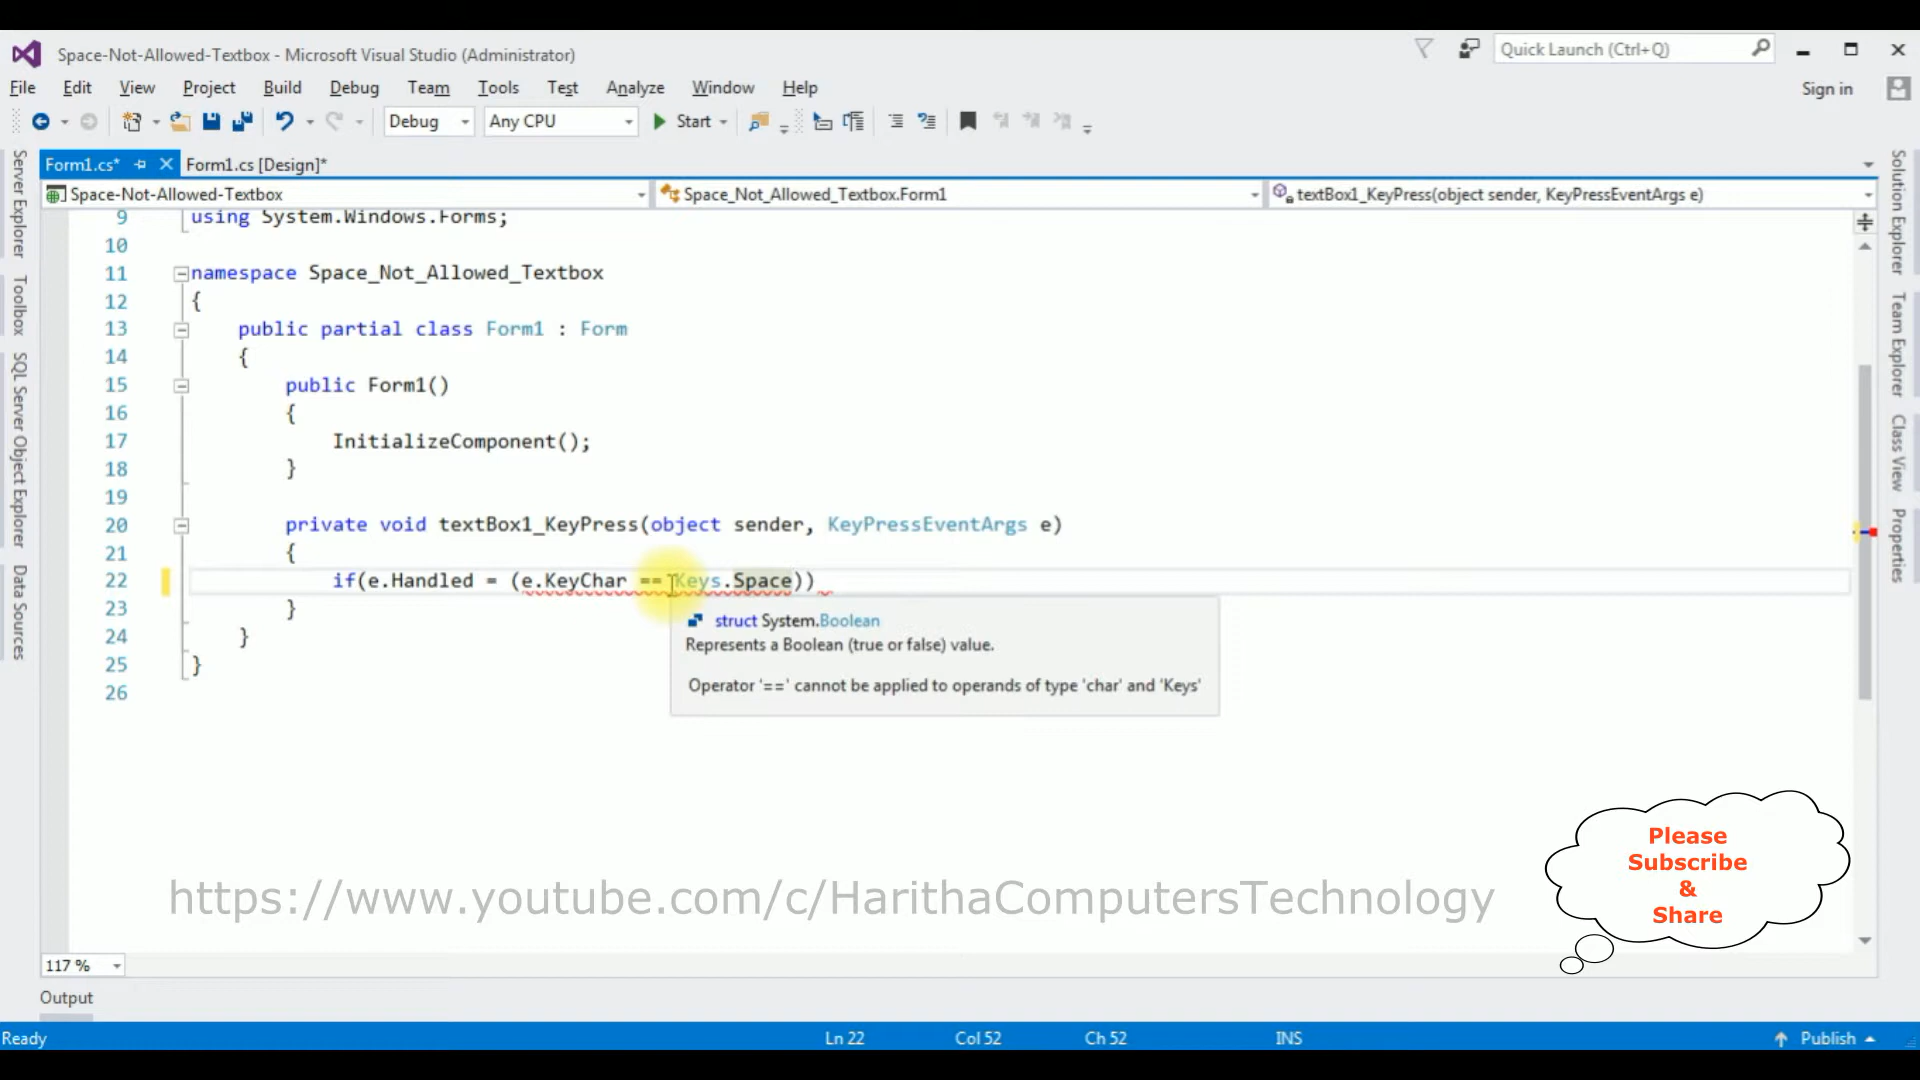 Space-Not-Allowed-Textbox - Microsoft Visual Studio (Administrator)
Quick Launch (Ctrl+Q)
File Edit View Project Build Debug Team Tools Test Analyze Window Help
Sign in
Debug Any CPU Start
Form1.cs* Form1.cs [Design]*
Space-Not-Allowed-Textbox Space_Not_Allowed_Textbox.Form1 textBox1_KeyPress(object sender, KeyPressEventArgs e)
9 using System.Windows.Forms;
10
11 namespace Space_Not_Allowed_Textbox
12 {
13 public partial class Form1 : Form
14 {
15 public Form1()
16 {
17 InitializeComponent();
18 }
19
20 private void textBox1_KeyPress(object sender, KeyPressEventArgs e)
21 {
22 if(e.Handled = (e.KeyChar == Keys.Space))
23 }
24 }
25 }
26
struct System.Boolean
Represents a Boolean (true or false) value.
Operator '==' cannot be applied to operands of type 'char' and 'Keys'
Server Explorer
Toolbox
SQL Server Object Explorer
Data Sources
Solution Explorer
Team Explorer
Class View
Properties
Please
Subscribe
&
Share
https://www.youtube.com/c/HarithaComputersTechnology
117 %
Output
Ready Ln 22 Col 52 Ch 52 INS Publish